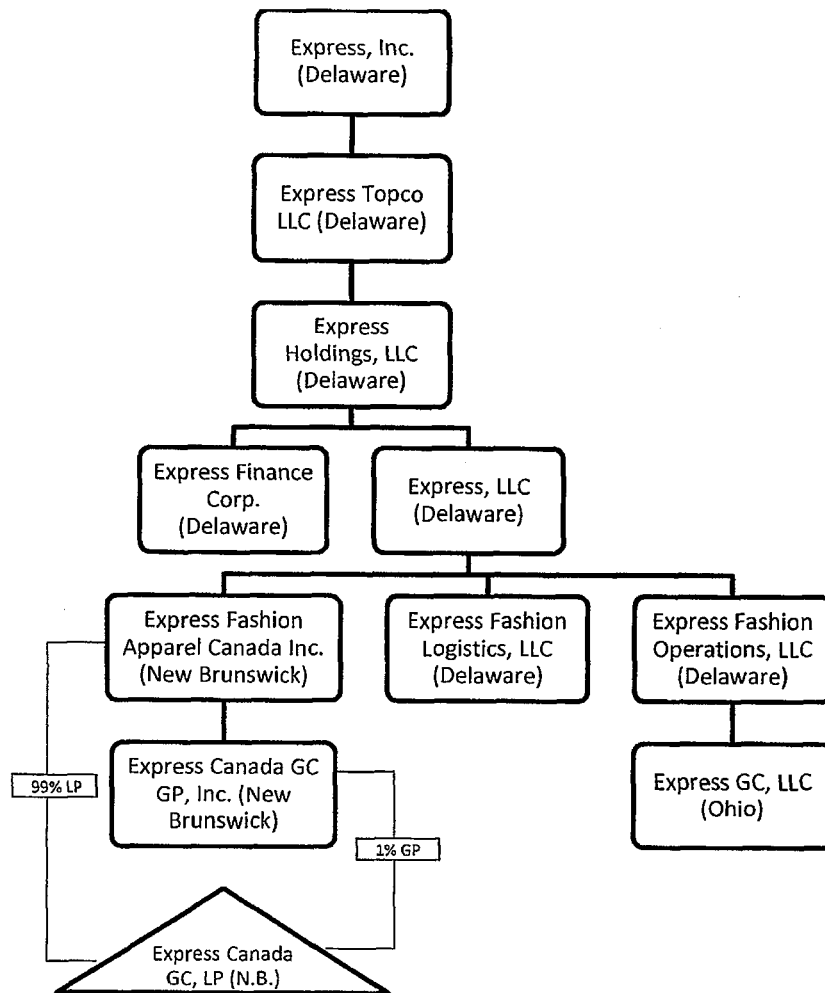 Express, Inc.
(Delaware)
Express Topco
LLC (Delaware)
Express
Holdings, LLC
(Delaware)
Express Finance
Corp.
(Delaware)
Express, LLC
(Delaware)
Express Fashion
Apparel Canada Inc.
(New Brunswick)
Express Fashion
Logistics, LLC
(Delaware)
Express Fashion
Operations, LLC
(Delaware)
99% LP
Express Canada GC
GP, Inc. (New
Brunswick)
1% GP
Express GC, LLC
(Ohio)
Express Canada
GC, LP (N.B.)